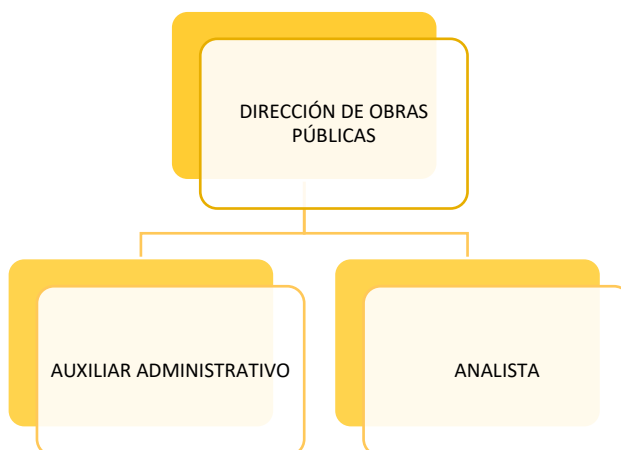 DIRECCIÓN DE OBRAS
PÚBLICAS
AUXILIAR ADMINISTRATIVO
ANALISTA